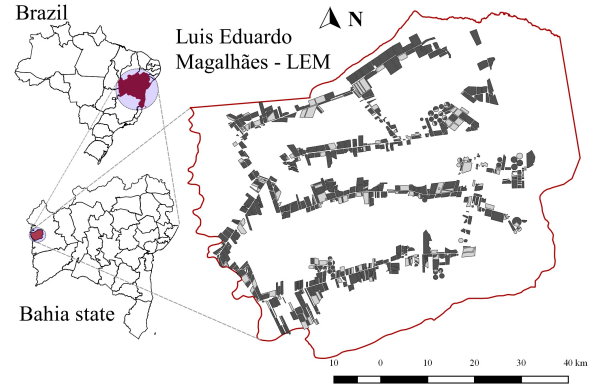 Brazil
Luis Eduardo
Magalhães - LEM
N
Bahia state
10 0 10 20 30 40 km